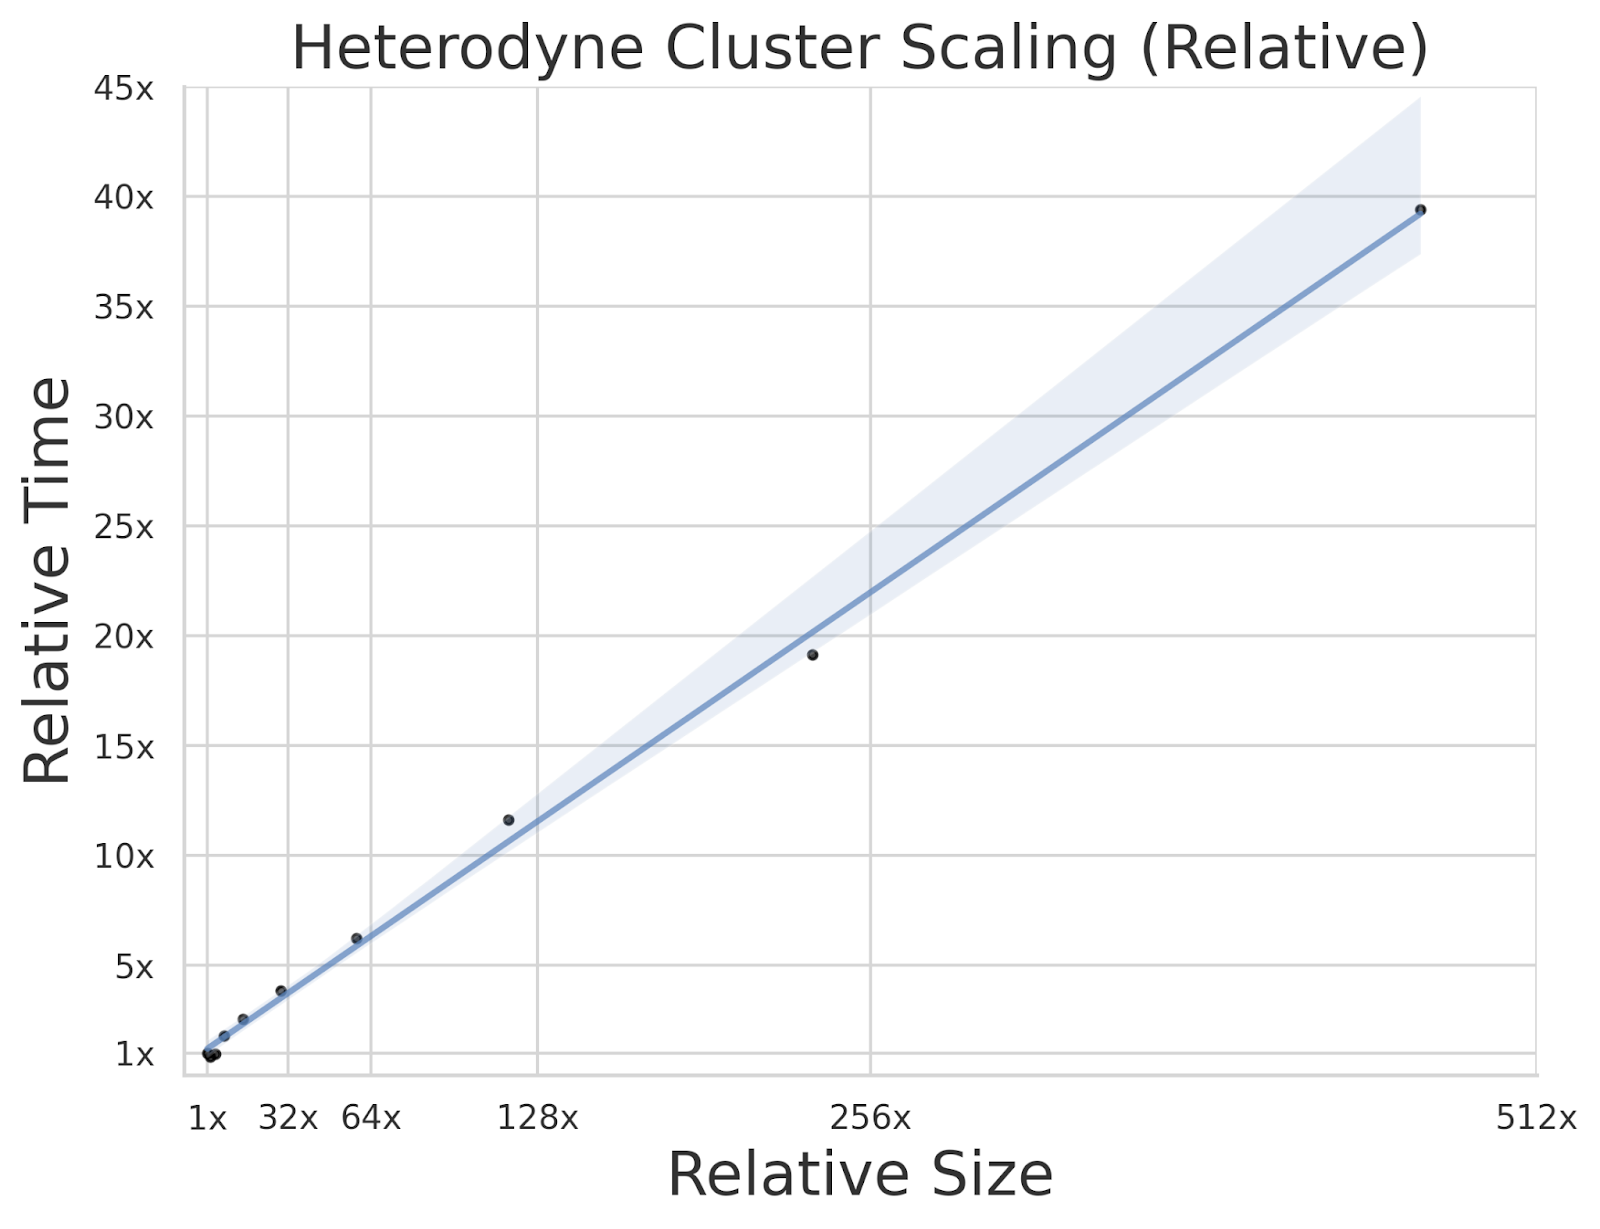 Heterodyne Cluster Scaling (Relative)
45x
40x
35x
30x
25x
20x
15x
10x
5x
1x
Relative Time
1x 32x 64x 128x 256x 512x
Relative Size